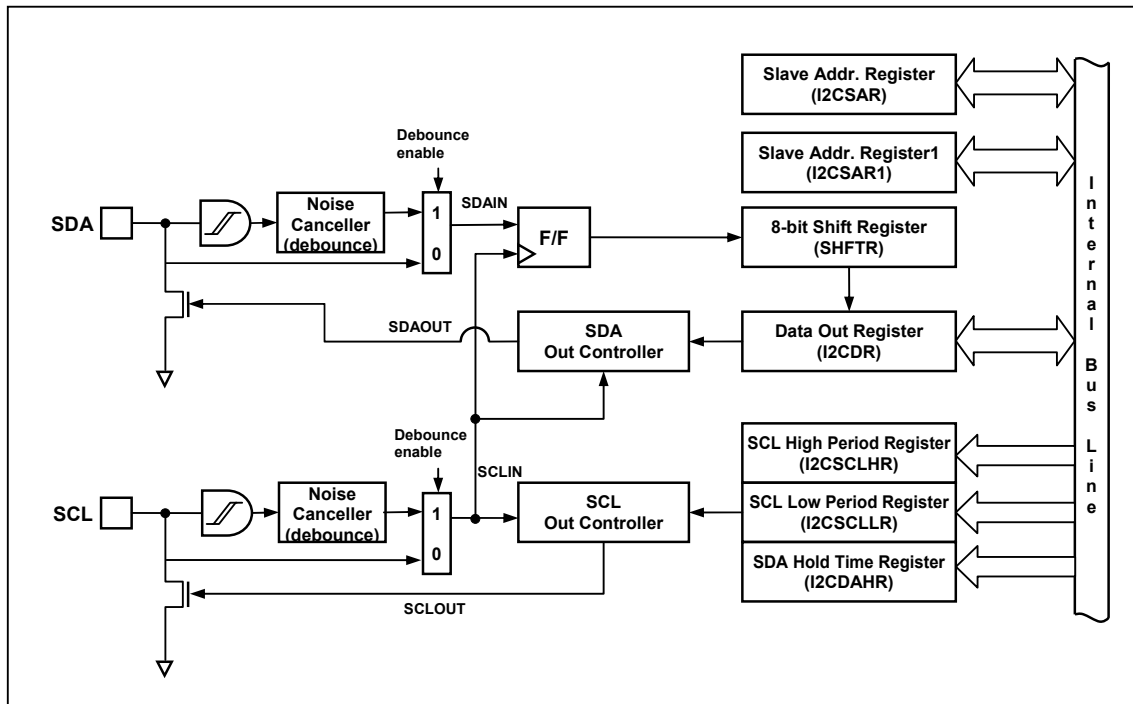 Slave Addr. Register
(I2CSAR)
Slave Addr. Register1
(I2CSAR1)
Debounce
enable
SDA
Noise
Canceller
(debounce)
1
0
SDAIN
F/F
8-bit Shift Register
(SHFTR)
SDAOUT
SDA
Out Controller
Data Out Register
(I2CDR)
Debounce
enable
SCLIN
SCL
Noise
Canceller
(debounce)
1
0
SCL
Out Controller
SCLOUT
SCL High Period Register
(I2CSCLHR)
SCL Low Period Register
(I2CSCLLR)
SDA Hold Time Register
(I2CDAHR)
Internal Bus Line